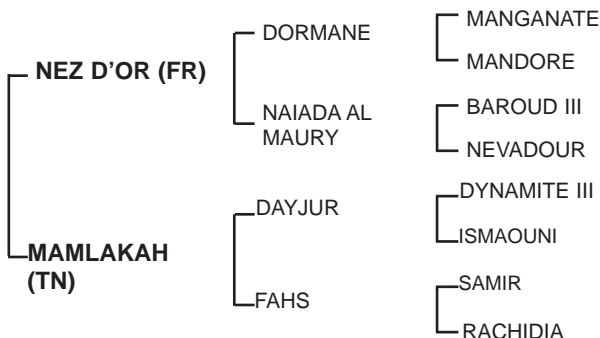 NEZ D'OR (FR)
DORMANE
MANGANATE
MANDORE
NAIADA AL
MAURY
BAROUD III
NEVADOUR
MAMLAKAH
(TN)
DAYJUR
DYNAMITE III
ISMAOUNI
FAHS
SAMIR
RACHIDIA